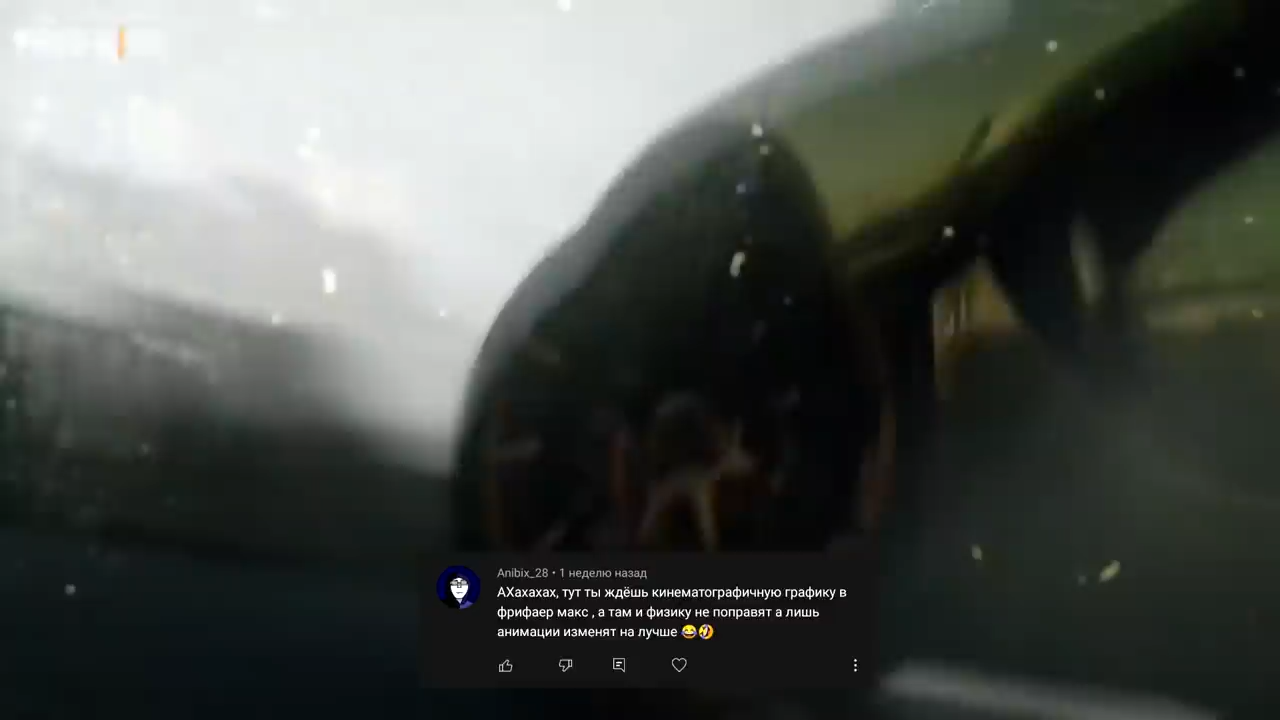 Anibix_28 • 1 неделю назад
АХахахах, тут ты ждёшь кинематографичную графику в
фрифаер макс , а там и физику не поправят а лишь
анимации изменят на лучше 😂🤣